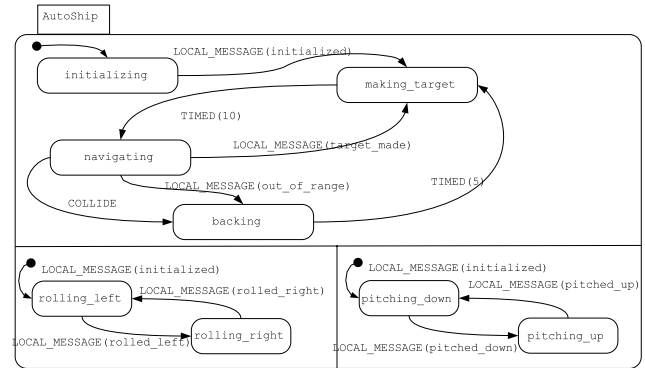 AutoShip
LOCAL_MESSAGE(initialized)
initializing
making_target
TIMED(10)
LOCAL_MESSAGE(target_made)
navigating
LOCAL_MESSAGE(out_of_range)
TIMED(5)
COLLIDE
backing
LOCAL_MESSAGE(initialized)
LOCAL_MESSAGE(rolled_right)
rolling_left
rolling_right
LOCAL_MESSAGE(rolled_left)
LOCAL_MESSAGE(initialized)
LOCAL_MESSAGE(pitched_up)
pitching_down
pitching_up
LOCAL_MESSAGE(pitched_down)